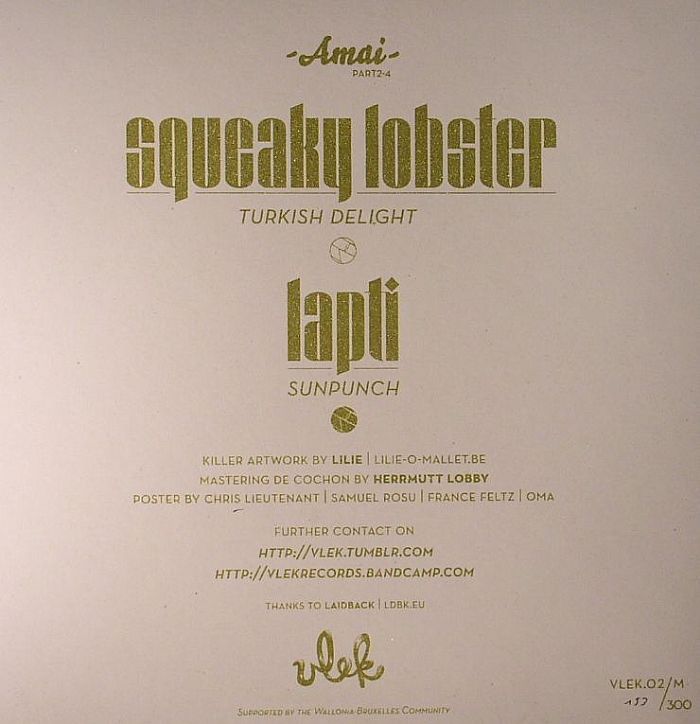 -Amai-
PART2-4
squeaky lobster
TURKISH DELIGHT
lapti
SUNPUNCH
KILLER ARTWORK BY LILIE | LILIE-O-MALLET.BE
MASTERING DE COCHON BY HERRMUTT LOBBY
POSTER BY CHRIS LIEUTENANT | SAMUEL ROSU | FRANCE FELTZ | OMA
FURTHER CONTACT ON
HTTP://VLEK.TUMBLR.COM
HTTP://VLEKRECORDS.BANDCAMP.COM
THANKS TO LAIDBACK | LDBK.EU
vlek
SUPPORTED BY THE WALLONIA-BRUXELLES COMMUNITY
VLEK.02/M
/300